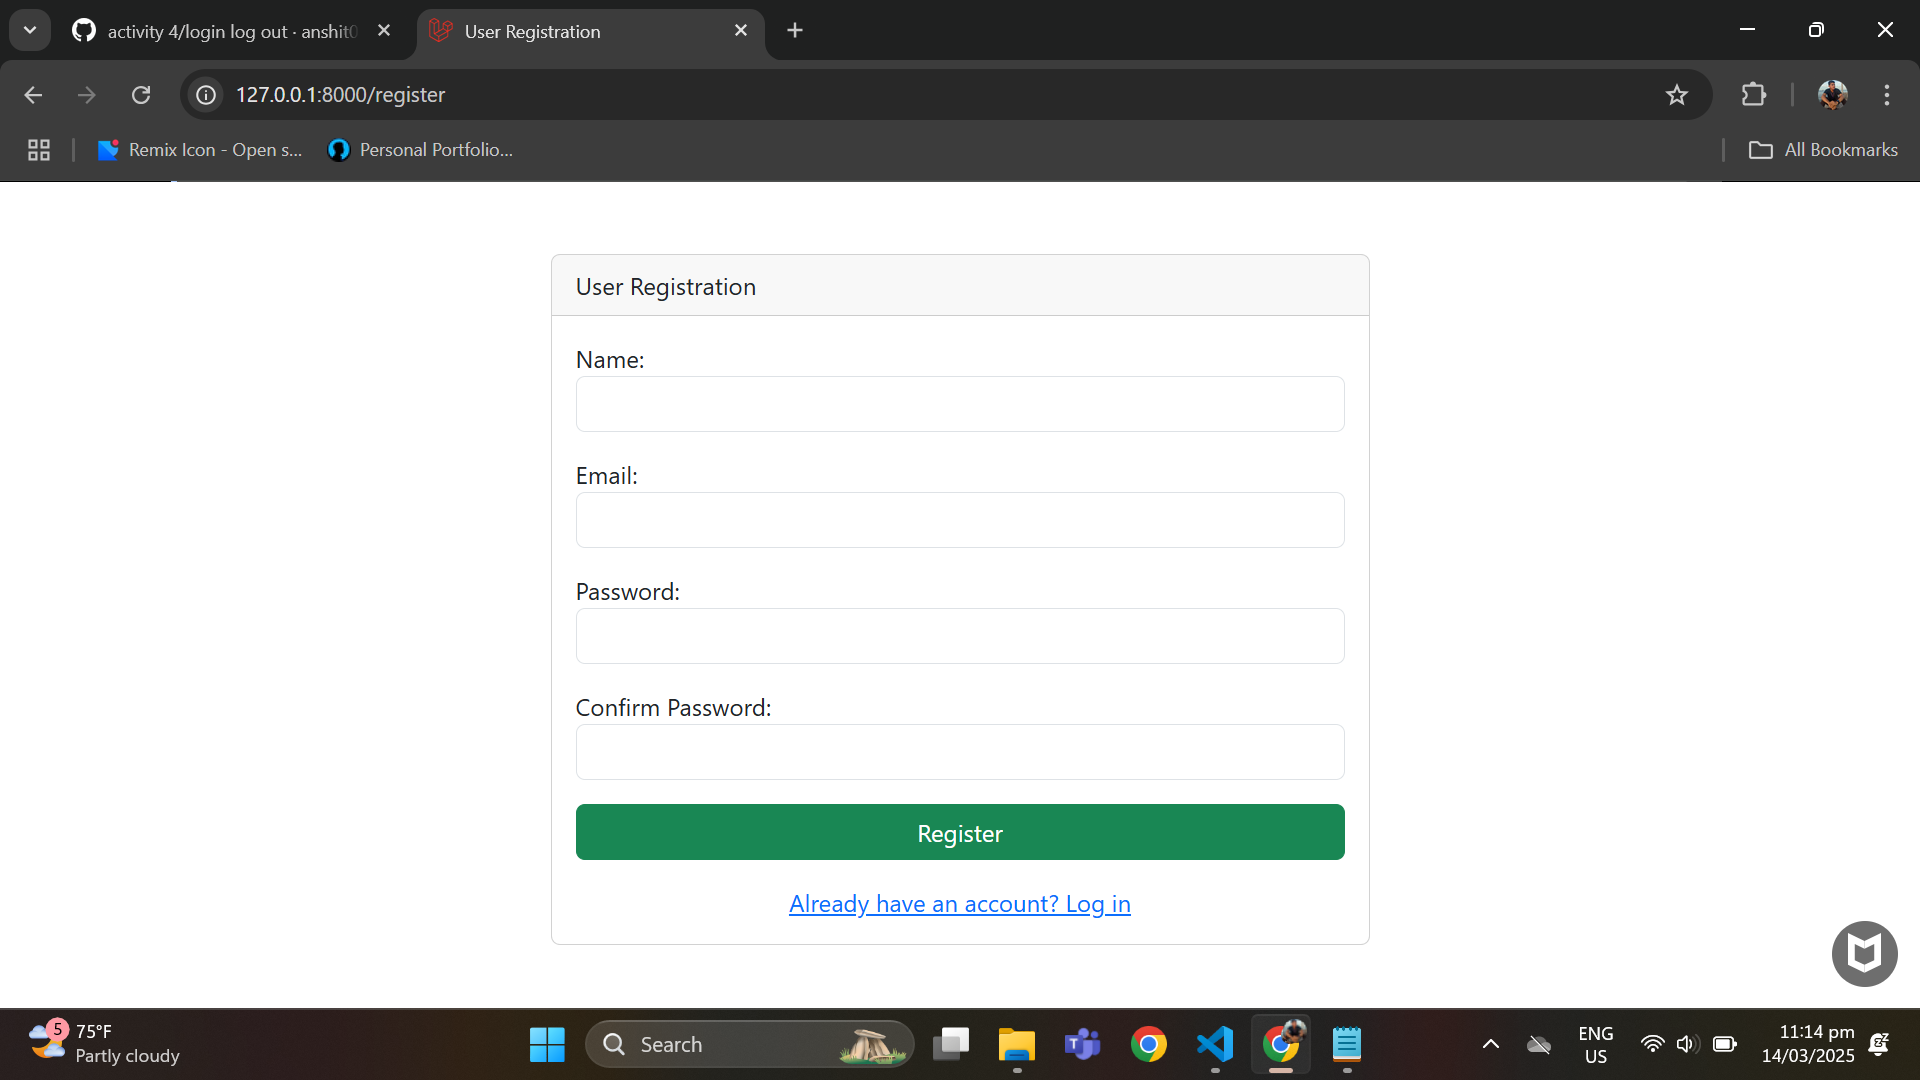 activity 4/login log out · anshit0
User Registration
127.0.0.1:8000/register
Remix Icon - Open s...
Personal Portfolio...
All Bookmarks
User Registration
Name:
Email:
Password:
Confirm Password:
Register
Already have an account? Log in
5
75°F
Partly cloudy
Search
T
ENG
US
11:14 pm
14/03/2025